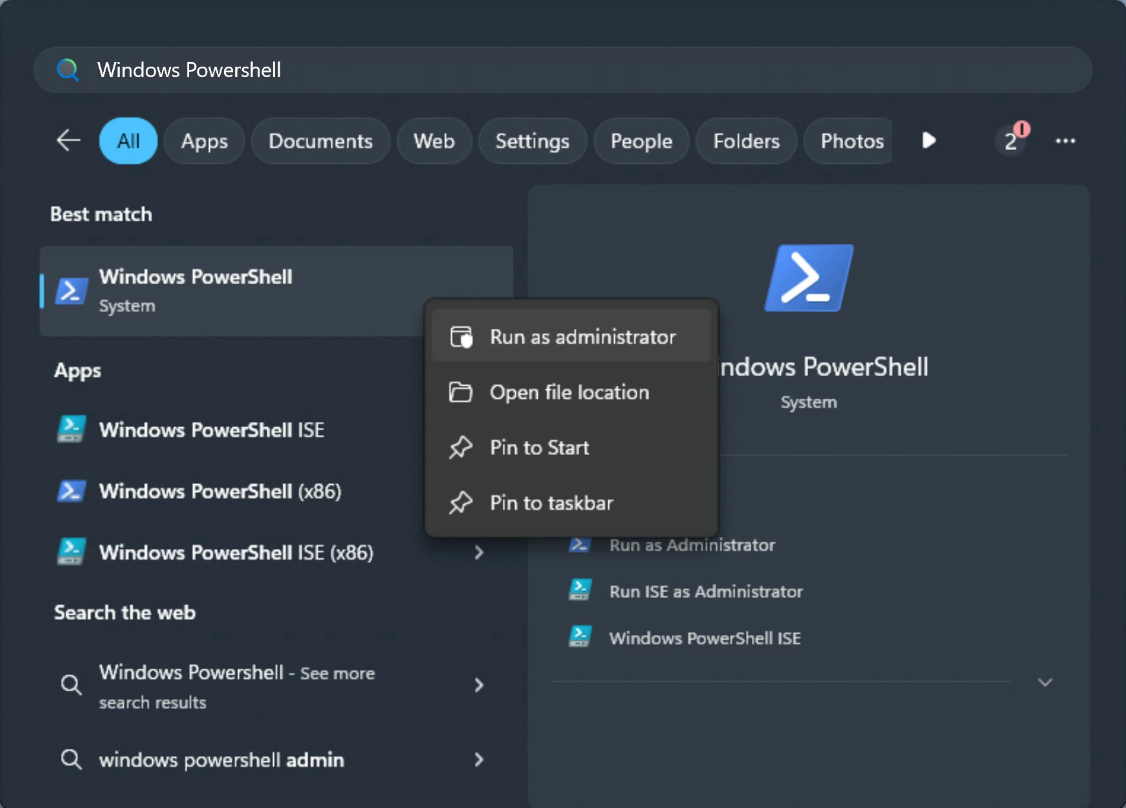 Windows Powershell
All Apps Documents Web Settings People Folders Photos 2
Best match
Windows PowerShell
System
Run as administrator
Open file location
Pin to Start
Pin to taskbar
Apps
Windows PowerShell ISE
Windows PowerShell (x86)
Windows PowerShell ISE (x86)
Search the web
Windows Powershell - See more
search results
windows powershell admin
ndows PowerShell
System
Run as Administrator
Run ISE as Administrator
Windows PowerShell ISE